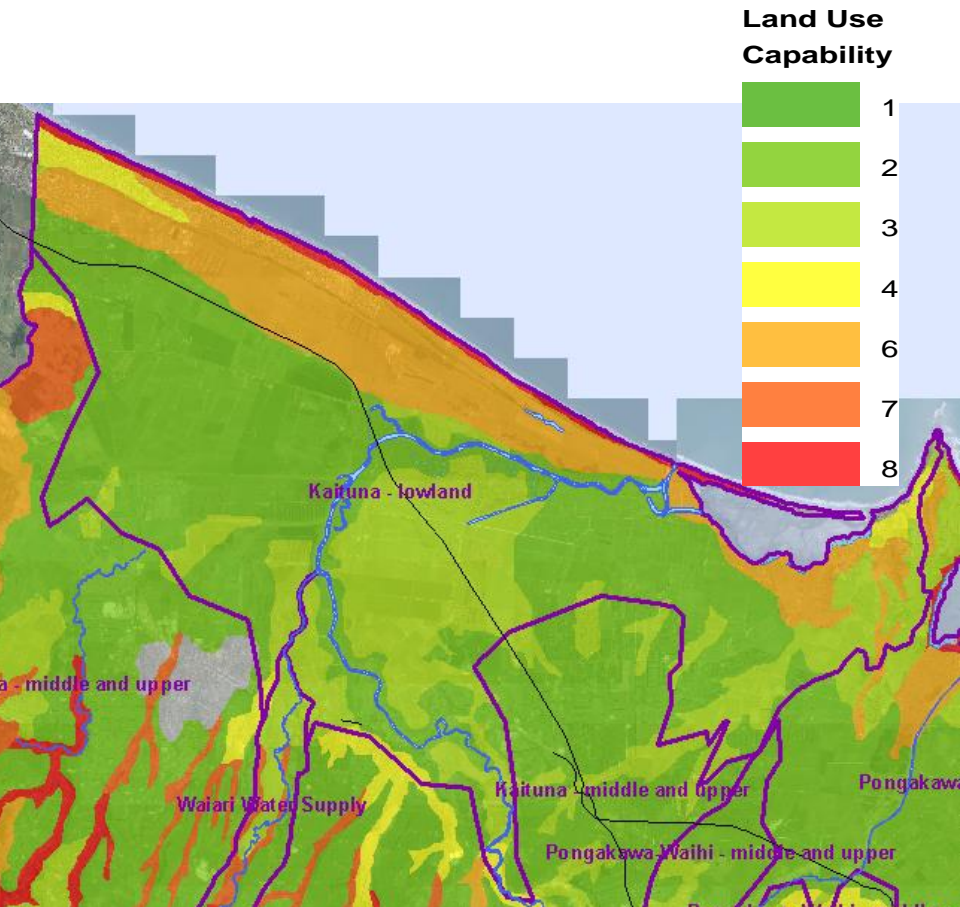 Land Use
Capability
1
2
3
4
6
7
8
Kaituna - lowland
a - middle and upper
Waiari Water Supply
Kaituna - middle and upper
Pongakawa
Pongakawa-Waihi - middle and upper